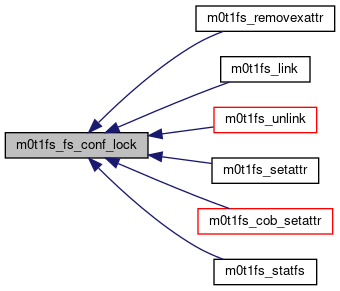 m0t1fs_removexattr
m0t1fs_link
m0t1fs_unlink
m0t1fs_fs_conf_lock
m0t1fs_setattr
m0t1fs_cob_setattr
m0t1fs_statfs